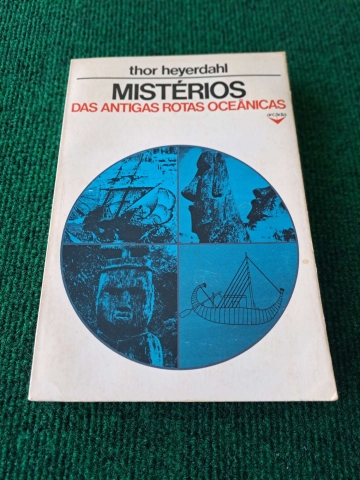 thor heyerdahl
MISTÉRIOS
DAS ANTIGAS ROTAS OCEÂNICAS
arcádia